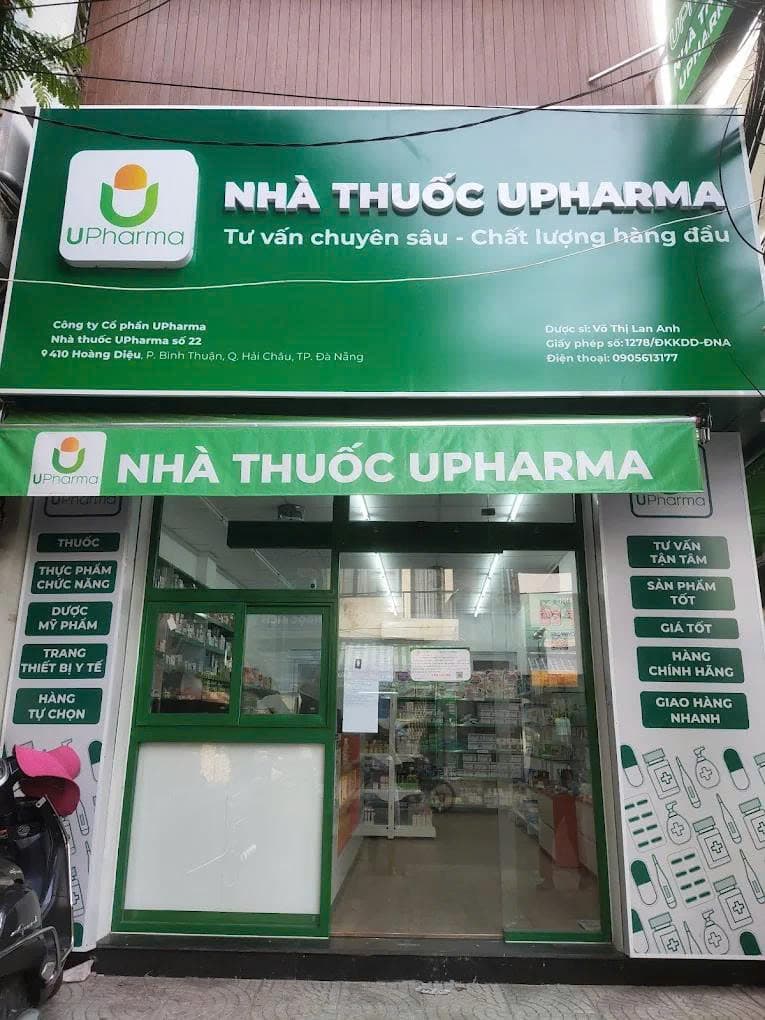 UPharma
NHÀ THUỐC UPHARMA
Tư vấn chuyên sâu - Chất lượng hàng đầu
Công ty Cổ phần UPharma
Nhà thuốc UPharma số 22
410 Hoàng Diệu, P. Bình Thuận, Q. Hải Châu, TP. Đà Nẵng
Dược sĩ: Võ Thị Lan Anh
Giấy phép số: 1278/ĐKKDD-ĐNA
Điện thoại: 0905613177
UPharma
NHÀ THUỐC UPHARMA
UPharma
THUỐC
THỰC PHẨM
CHỨC NĂNG
DƯỢC
MỸ PHẨM
TRANG
THIẾT BỊ Y TẾ
HÀNG
TỰ CHỌN
UPharma
TƯ VẤN
TẬN TÂM
SẢN PHẨM
TỐT
GIÁ TỐT
HÀNG
CHÍNH HÃNG
GIAO HÀNG
NHANH
NHÀ